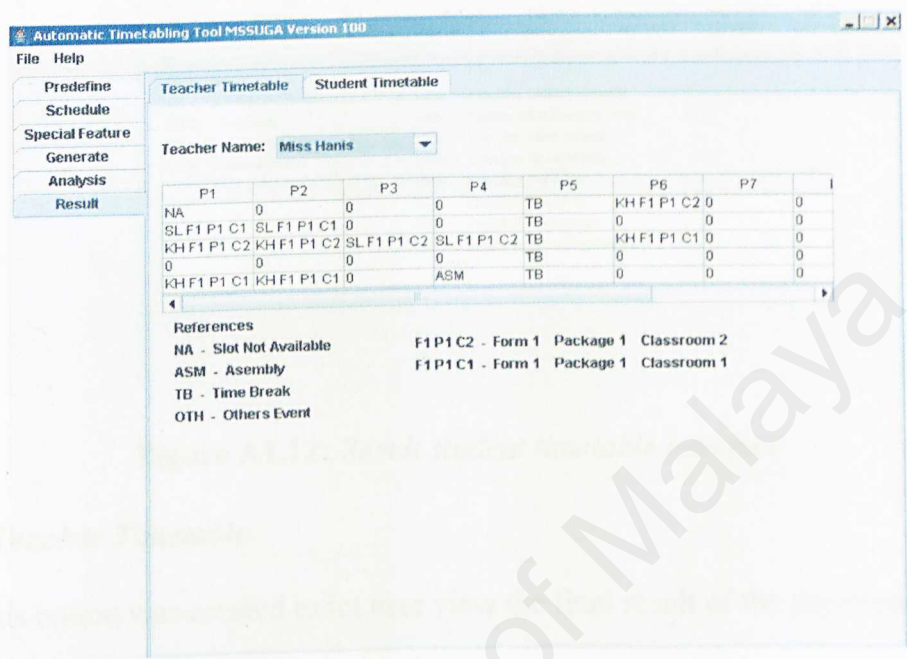 Automatic Timetabling Tool MSSUGA Version 100
File Help
Predefine
Schedule
Special Feature
Generate
Analysis
Result
Teacher Timetable Student Timetable
Teacher Name: Miss Hanis
P1 P2 P3 P4 P5 P6 P7
NA 0 0 0 TB KH F1 P1 C2 0 0
SL F1 P1 C1 SL F1 P1 C1 0 0 TB 0 0 0
KH F1 P1 C2 KH F1 P1 C2 SL F1 P1 C2 SL F1 P1 C2 TB KH F1 P1 C1 0 0
0 0 0 0 TB 0 0 0
KH F1 P1 C1 KH F1 P1 C1 0 ASM TB 0 0 0
References
NA - Slot Not Available F1 P1 C2 - Form 1 Package 1 Classroom 2
ASM - Asembly F1 P1 C1 - Form 1 Package 1 Classroom 1
TB - Time Break
OTH - Others Event
of Malaya